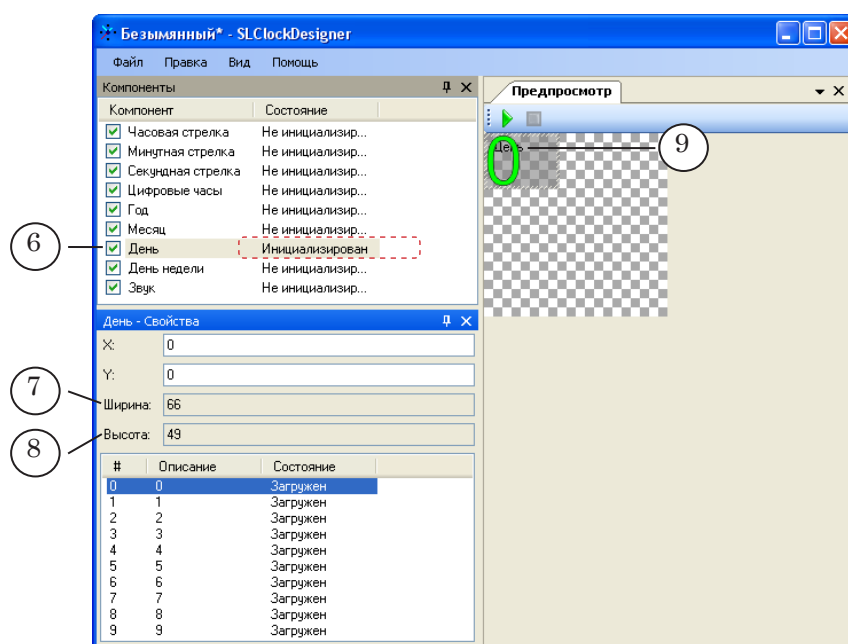 Безымянный* - SLClockDesigner
Файл Правка Вид Помощь
Компоненты
Компонент Состояние
Часовая стрелка Не инициализир...
Минутная стрелка Не инициализир...
Секундная стрелка Не инициализир...
Цифровые часы Не инициализир...
Год Не инициализир...
Месяц Не инициализир...
День Инициализирован
День недели Не инициализир...
Звук Не инициализир...
6
День - Свойства
X: 0
Y: 0
7
Ширина: 66
8
Высота: 49
# Описание Состояние
0 0 Загружен
1 1 Загружен
2 2 Загружен
3 3 Загружен
4 4 Загружен
5 5 Загружен
6 6 Загружен
7 7 Загружен
8 8 Загружен
9 9 Загружен
Предпросмотр
День
0
9